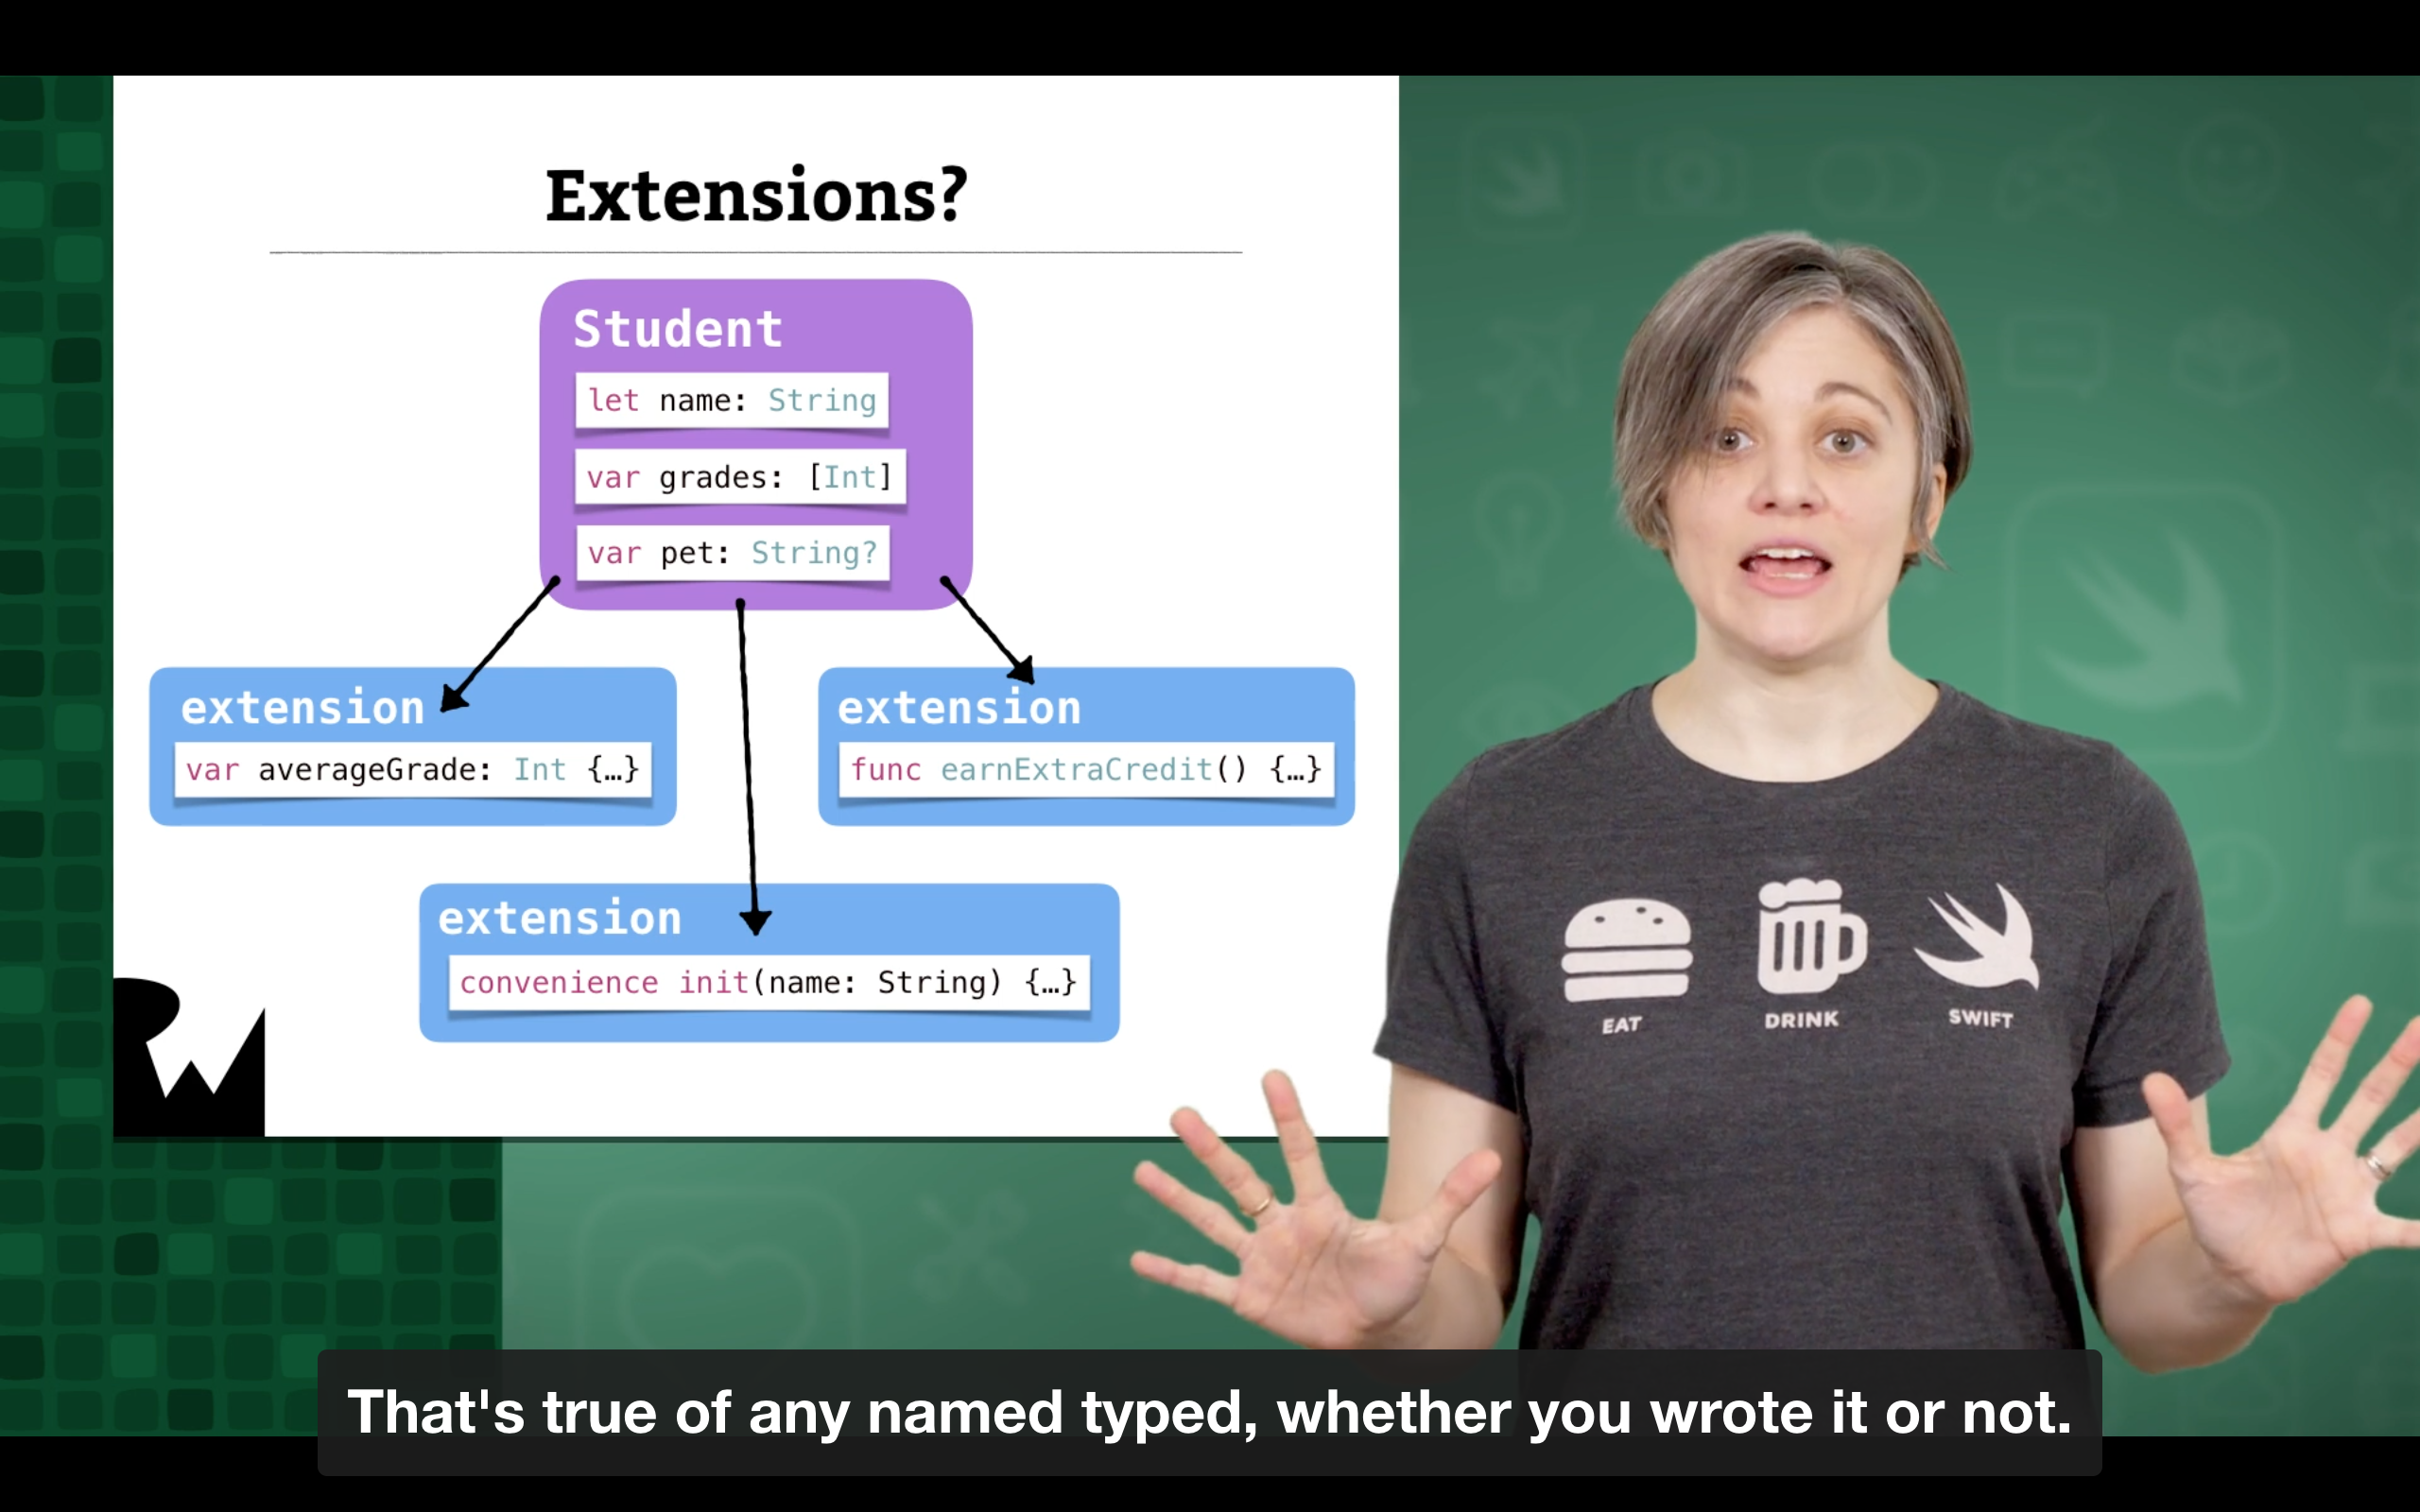 Extensions?
Student
let name: String
var grades: [Int]
var pet: String?
extension
var averageGrade: Int {…}
extension
func earnExtraCredit() {…}
extension
convenience init(name: String) {…}
EAT
DRINK
SWIFT
That's true of any named typed, whether you wrote it or not.